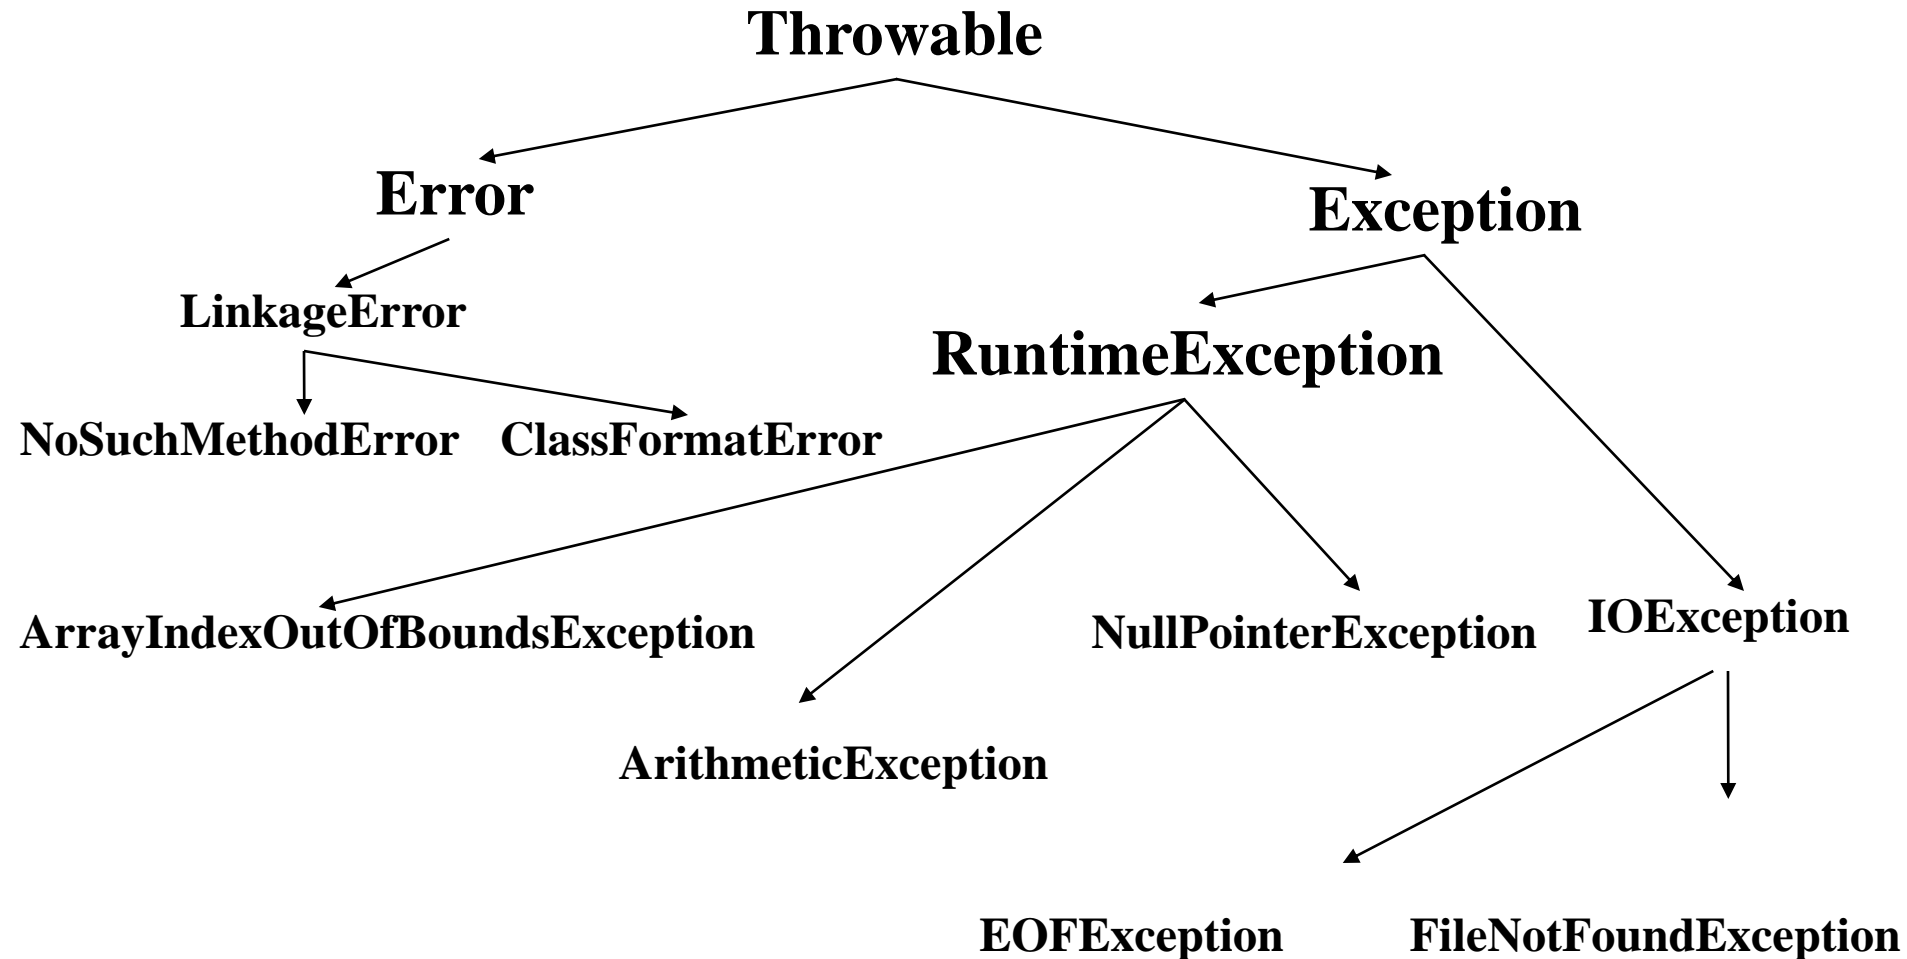 Throwable
Error
Exception
LinkageError
RuntimeException
NoSuchMethodError
ClassFormatError
ArrayIndexOutOfBoundsException
NullPointerException
IOException
ArithmeticException
EOFException
FileNotFoundException